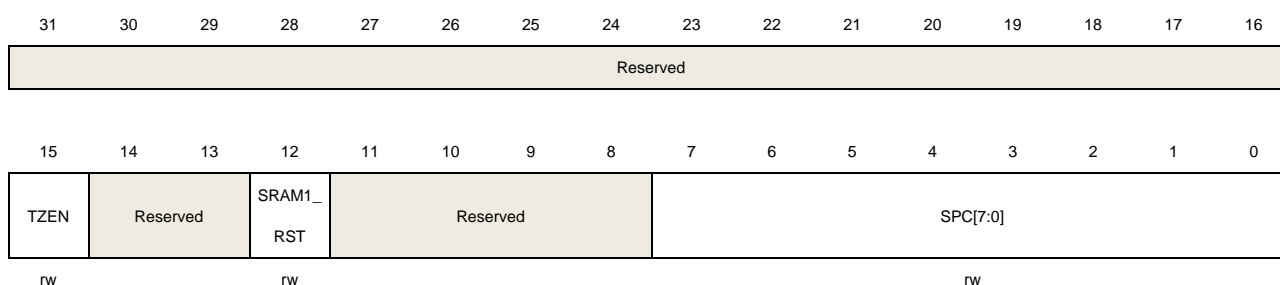 31 30 29 28 27 26 25 24 23 22 21 20 19 18 17 16
Reserved
15 14 13 12 11 10 9 8 7 6 5 4 3 2 1 0
TZEN Reserved SRAM1_ Reserved SPC[7:0]
RST
rw rw rw